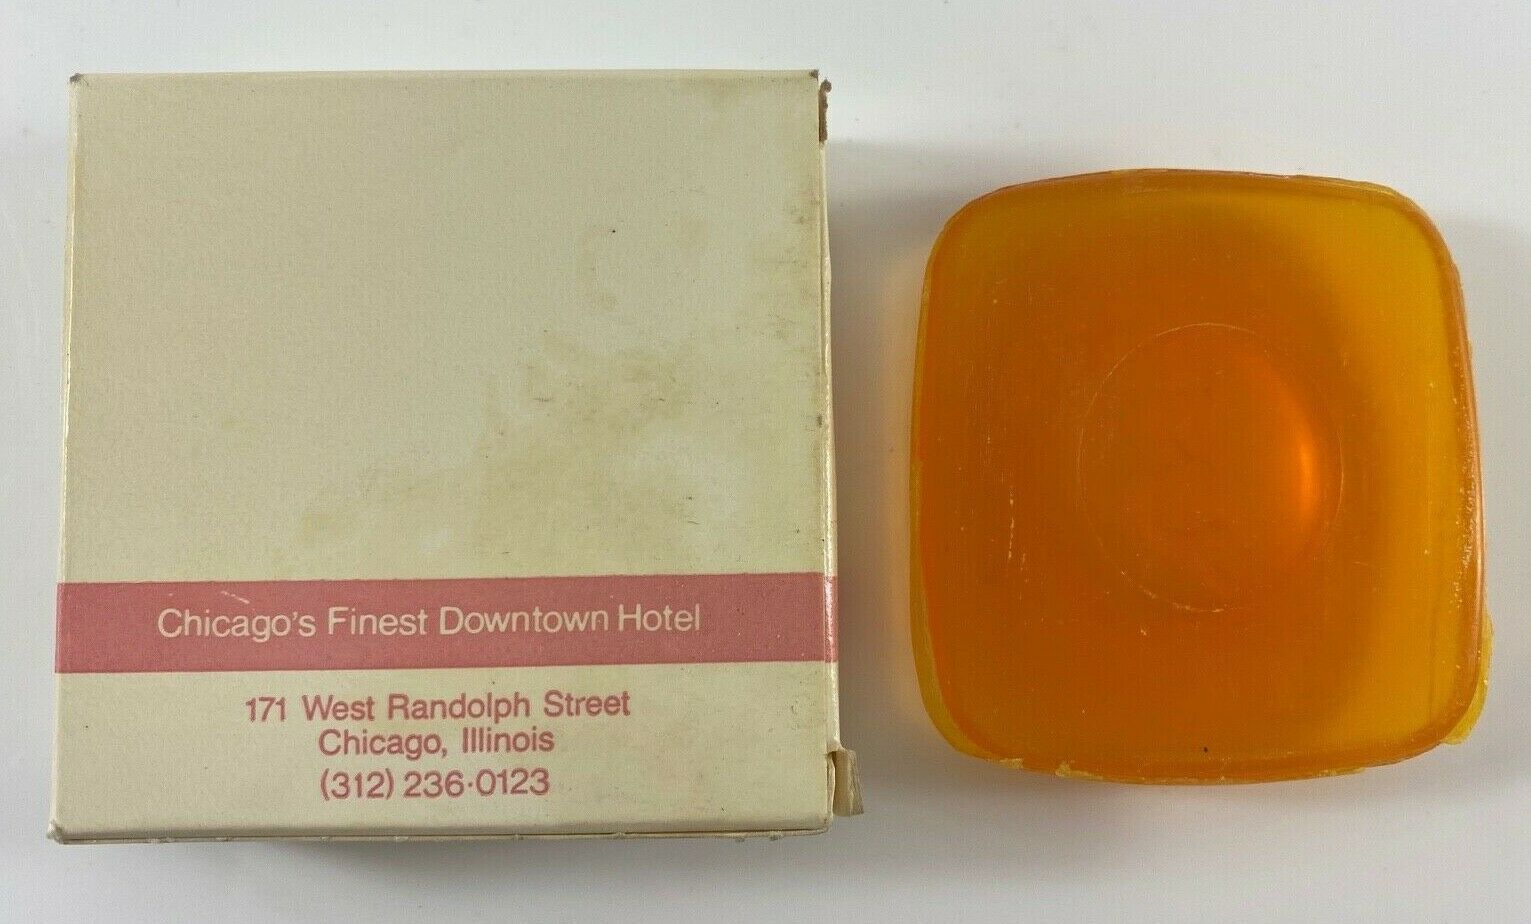 Chicago's Finest Downtown Hotel
171 West Randolph Street
Chicago, Illinois
(312) 236·0123